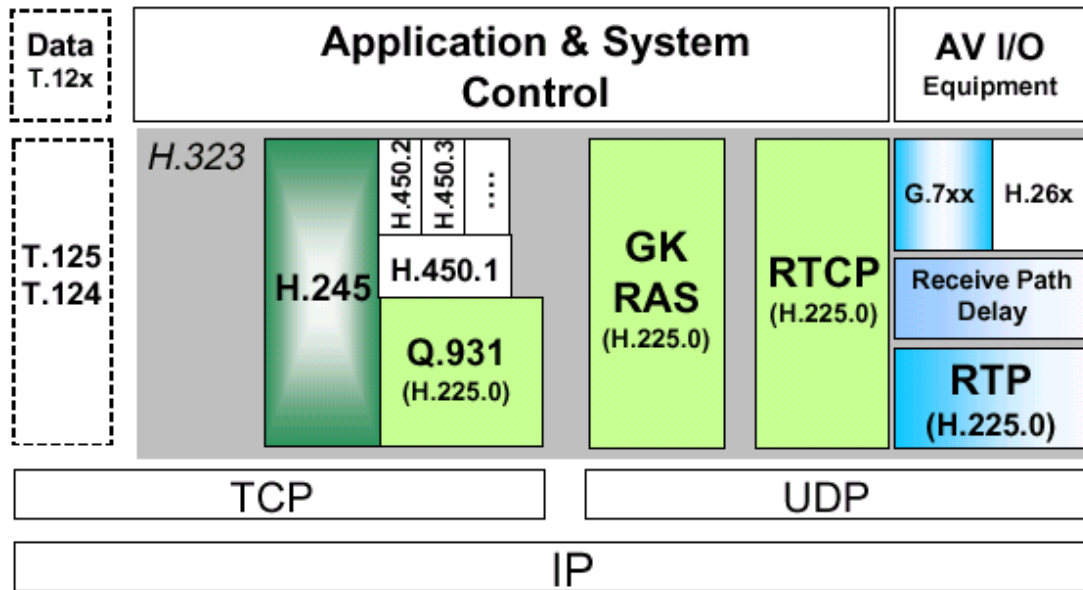 Data
T.12x
Application & System
Control
AV I/O
Equipment
H.323
T.125
T.124
H.245
H.450.2
H.450.3
....
H.450.1
Q.931
(H.225.0)
GK
RAS
(H.225.0)
RTCP
(H.225.0)
G.7xx
H.26x
Receive Path
Delay
RTP
(H.225.0)
TCP
UDP
IP